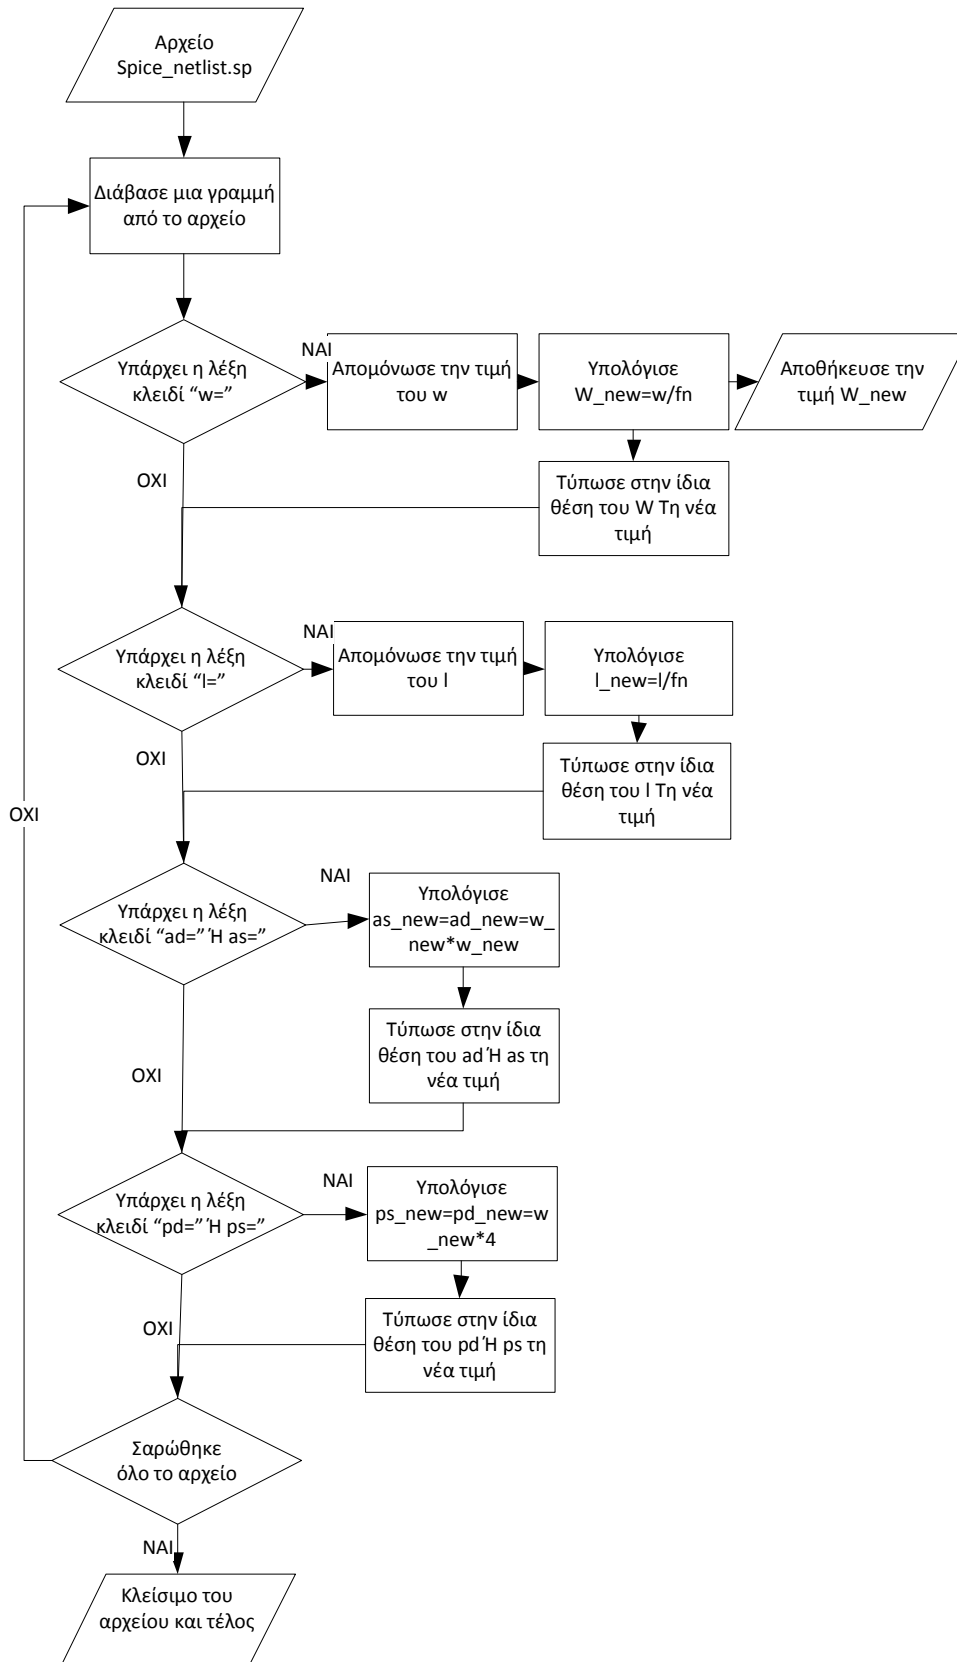 Αρχείο
Spice_netlist.sp
Διάβασε μια γραμμή
από το αρχείο
Υπάρχει η λέξη
κλειδί “w=”
ΝΑΙ
Απομόνωσε την τιμή
του w
Υπολόγισε
W_new=w/fn
Αποθήκευσε την
τιμή W_new
ΟΧΙ
Τύπωσε στην ίδια
θέση του W Τη νέα
τιμή
Υπάρχει η λέξη
κλειδί “l=”
ΝΑΙ
Απομόνωσε την τιμή
του l
Υπολόγισε
l_new=l/fn
ΟΧΙ
Τύπωσε στην ίδια
θέση του l Τη νέα
τιμή
ΟΧΙ
Υπάρχει η λέξη
κλειδί “ad=” Ή as=”
ΝΑΙ
Υπολόγισε
as_new=ad_new=w_
new*w_new
Τύπωσε στην ίδια
θέση του ad Ή as τη
νέα τιμή
ΟΧΙ
Υπάρχει η λέξη
κλειδί “pd=” Ή ps=”
ΝΑΙ
Υπολόγισε
ps_new=pd_new=w
_new*4
Τύπωσε στην ίδια
θέση του pd Ή ps τη
νέα τιμή
ΟΧΙ
Σαρώθηκε
όλο το αρχείο
ΝΑΙ
Κλείσιμο του
αρχείου και τέλος